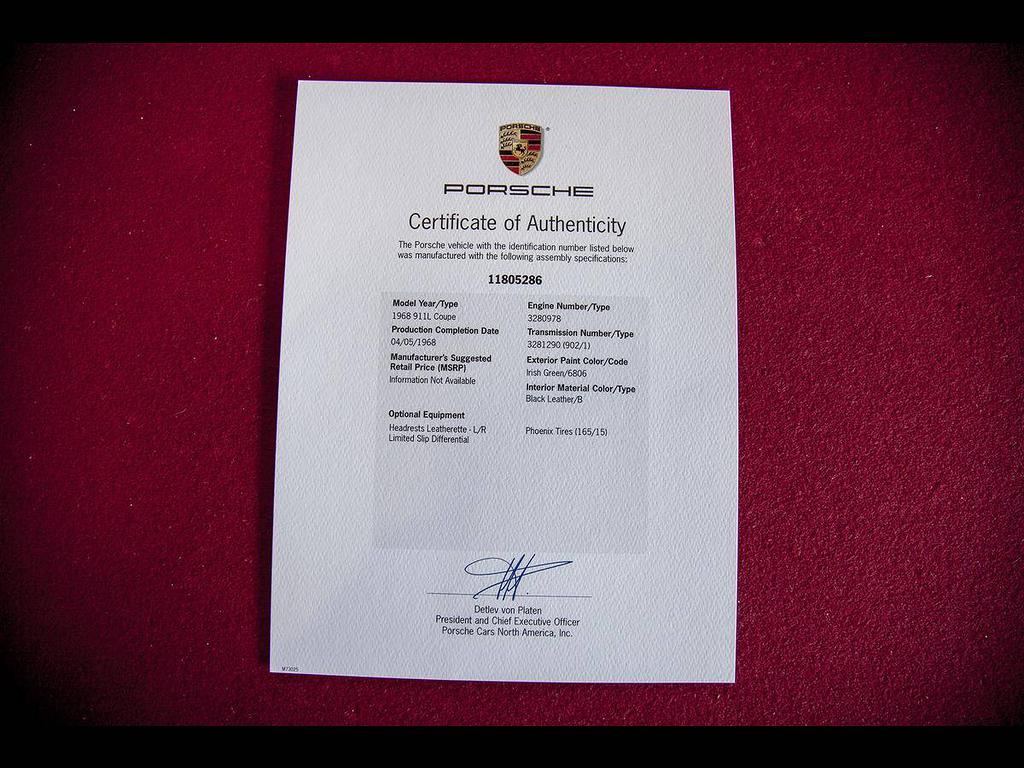 PORSCHE
PORSCHE
Certificate of Authenticity
The Porsche vehicle with the identification number listed below
was manufactured with the following assembly specifications:
11805286
Model Year/Type
1968 911L Coupe
Production Completion Date
04/05/1968
Manufacturer's Suggested
Retail Price (MSRP)
Information Not Available
Engine Number/Type
3280978
Transmission Number/Type
3281290 (902/1)
Exterior Paint Color/Code
Irish Green/6806
Interior Material Color/Type
Black Leather/B
Optional Equipment
Headrests Leatherette - L/R
Limited Slip Differential
Phoenix Tires (165/15)
Detlev von Platen
President and Chief Executive Officer
Porsche Cars North America, Inc.
M73025